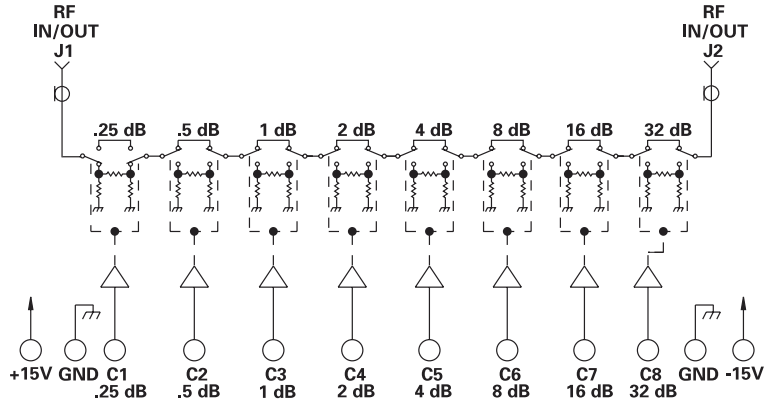 RF
IN/OUT
J1
RF
IN/OUT
J2
.25 dB .5 dB 1 dB 2 dB 4 dB 8 dB 16 dB 32 dB
+15V GND C1 C2 C3 C4 C5 C6 C7 C8 GND -15V
.25 dB .5 dB 1 dB 2 dB 4 dB 8 dB 16 dB 32 dB